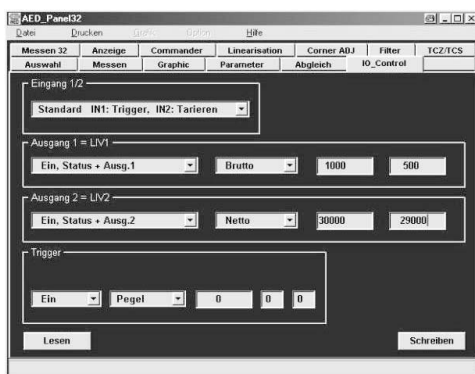 AED_Panel32
Datei Drucken Grafic Option Hilfe
Messen 32 Anzeige Commander Linearisation Corner ADJ Filter TCZ/TCS
Auswahl Messen Graphic Parameter Abgleich IO_Control
Eingang 1/2
Standard IN1: Trigger, IN2: Tarieren
Ausgang 1 = LIV1
Ein, Status + Ausg.1 Brutto 1000 500
Ausgang 2 = LIV2
Ein, Status + Ausg.2 Netto 30000 29000
Trigger
Ein Pegel 0 0 0
Lesen Schreiben